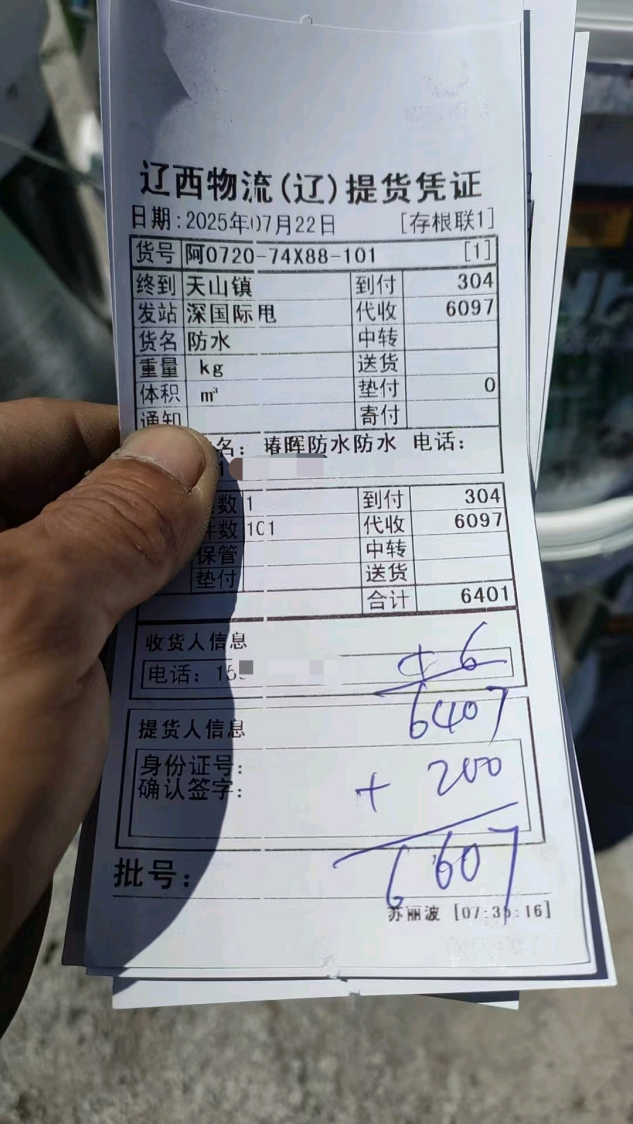 辽西物流(辽)提货凭证
日期:2025年07月22日 [存根联1]
货号 阿0720-74X88-101 [1]
终到 天山镇 到付 304
发站 深国际甩 代收 6097
货名 防水 中转
重量 kg 送货
体积 m³ 垫付 0
通知 寄付
名: 琦晖防水防水 电话:
数 1 到付 304
件数 1C1 代收 6097
保管 中转
垫付 送货
合计 6401
收货人信息
+ 6
电话: 15
6407
提货人信息
+ 200
身份证号:
确认签字:
6607
批号:
苏丽波 [07:35:16]